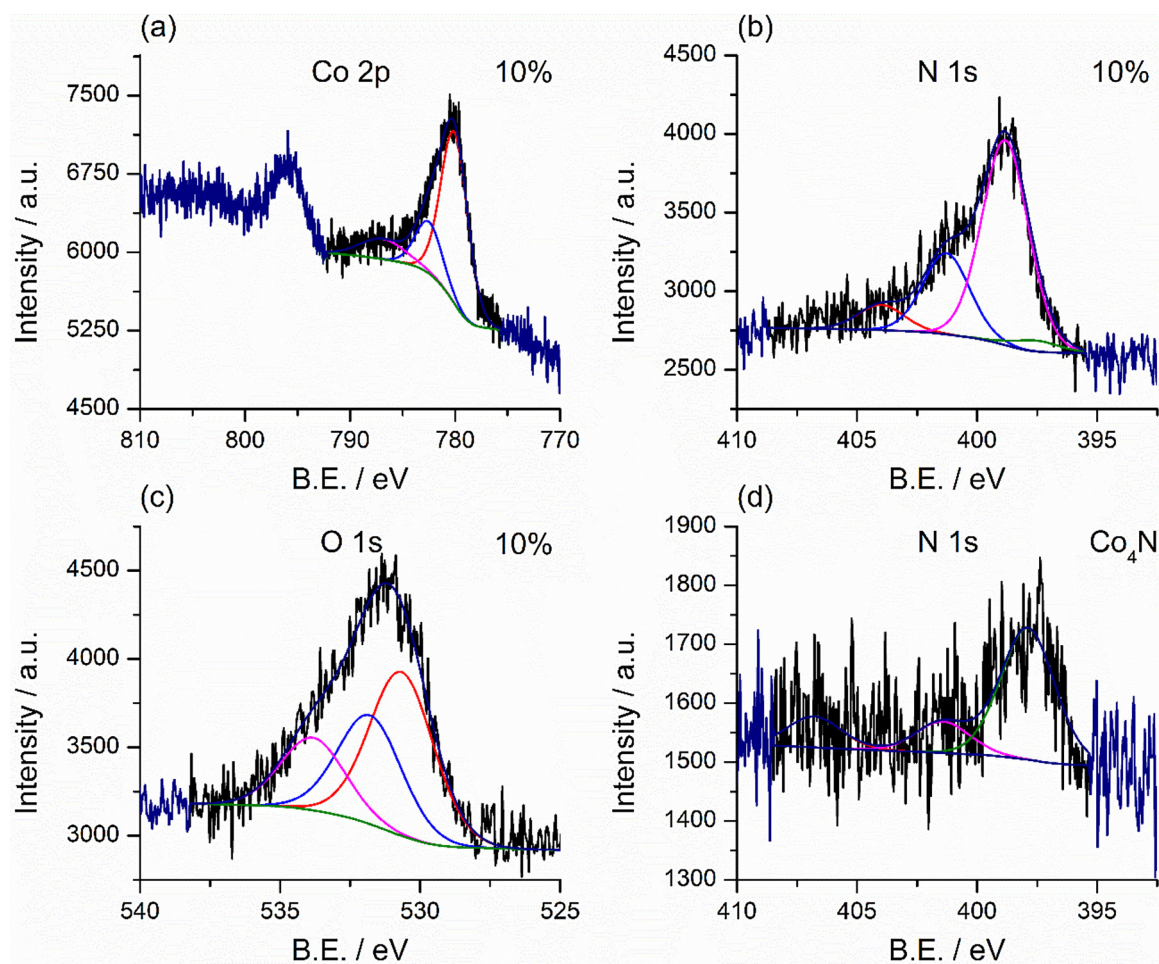 (a)
Co 2p 10%
7500
6750
6000
5250
4500
810 800 790 780 770
Intensity / a.u.
B.E. / eV
(b)
N 1s 10%
4500
4000
3500
3000
2500
410 405 400 395
Intensity / a.u.
B.E. / eV
(c)
O 1s 10%
4500
4000
3500
3000
540 535 530 525
Intensity / a.u.
B.E. / eV
(d)
N 1s Co₄N
1900
1800
1700
1600
1500
1400
1300
410 405 400 395
Intensity / a.u.
B.E. / eV